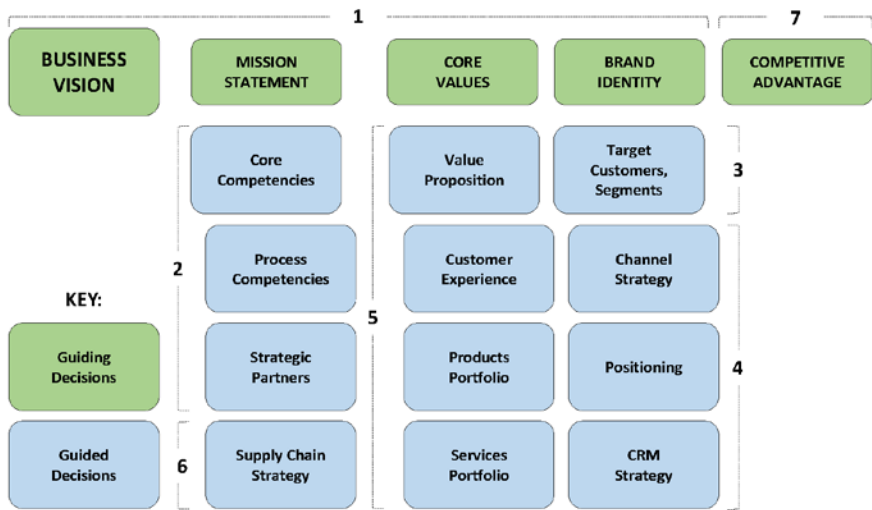 1
7
BUSINESS
VISION
MISSION
STATEMENT
CORE
VALUES
BRAND
IDENTITY
COMPETITIVE
ADVANTAGE
Core
Competencies
Value
Proposition
Target
Customers,
Segments
3
2
Process
Competencies
Customer
Experience
Channel
Strategy
KEY:
5
Guiding
Decisions
Strategic
Partners
Products
Portfolio
Positioning
4
Guided
Decisions
6
Supply Chain
Strategy
Services
Portfolio
CRM
Strategy